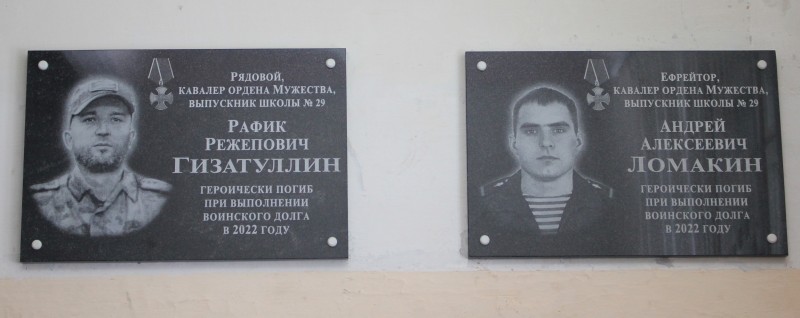 Рядовой,
кавалер ордена Мужества,
выпускник школы № 29
Рафик
Режепович
Гизатуллин
героически погиб
при выполнении
воинского долга
в 2022 году
Ефрейтор,
кавалер ордена Мужества,
выпускник школы № 29
Андрей
Алексеевич
Ломакин
героически погиб
при выполнении
воинского долга
в 2022 году